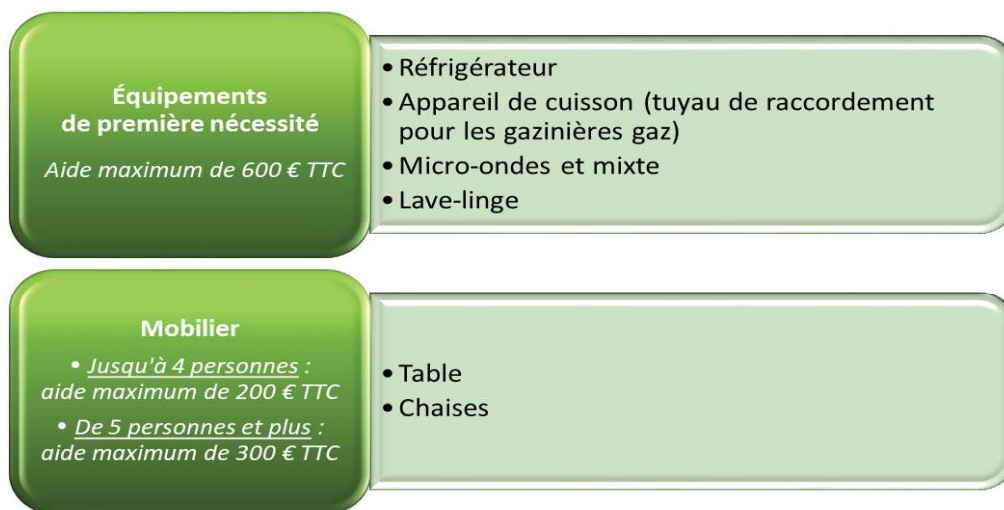 Équipements
de première nécessité
Aide maximum de 600 € TTC
• Réfrigérateur
• Appareil de cuisson (tuyau de raccordement
pour les gazinières gaz)
• Micro-ondes et mixte
• Lave-linge
Mobilier
• Jusqu'à 4 personnes :
aide maximum de 200 € TTC
• De 5 personnes et plus :
aide maximum de 300 € TTC
• Table
• Chaises